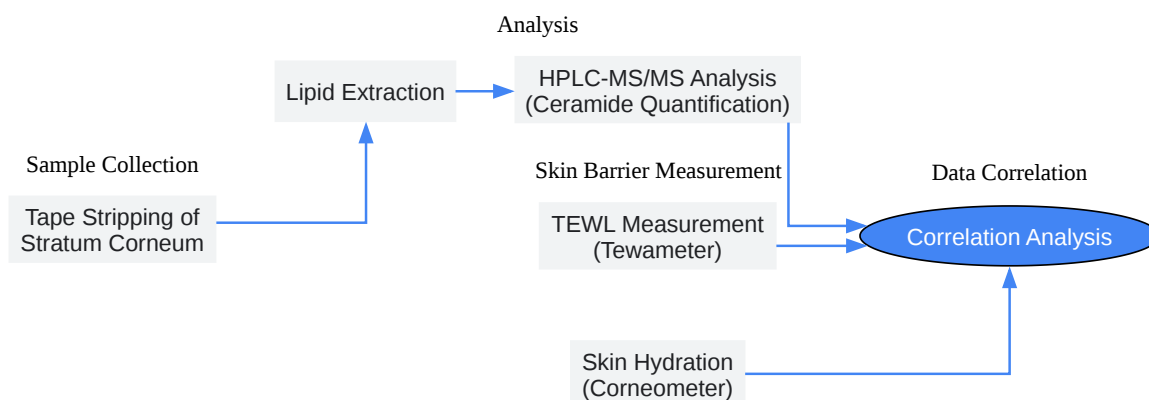 Analysis
Lipid Extraction
HPLC-MS/MS Analysis
(Ceramide Quantification)
Sample Collection
Tape Stripping of
Stratum Corneum
Skin Barrier Measurement
TEWL Measurement
(Tewameter)
Skin Hydration
(Corneometer)
Data Correlation
Correlation Analysis